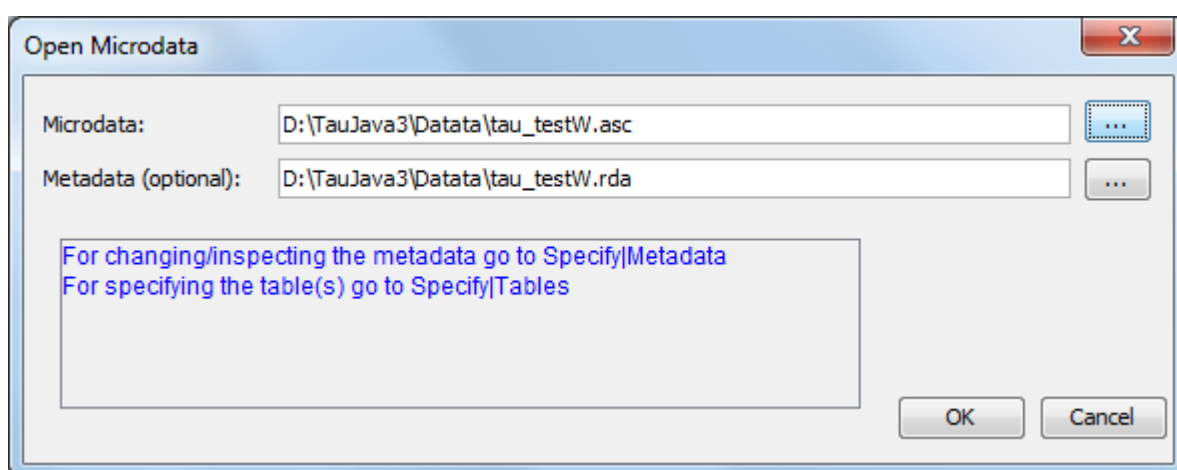 Open Microdata
X
Microdata: D:\TauJava3\Datata\tau_testW.asc ...
Metadata (optional): D:\TauJava3\Datata\tau_testW.rda ...
For changing/inspecting the metadata go to Specify|Metadata
For specifying the table(s) go to Specify|Tables
OK Cancel